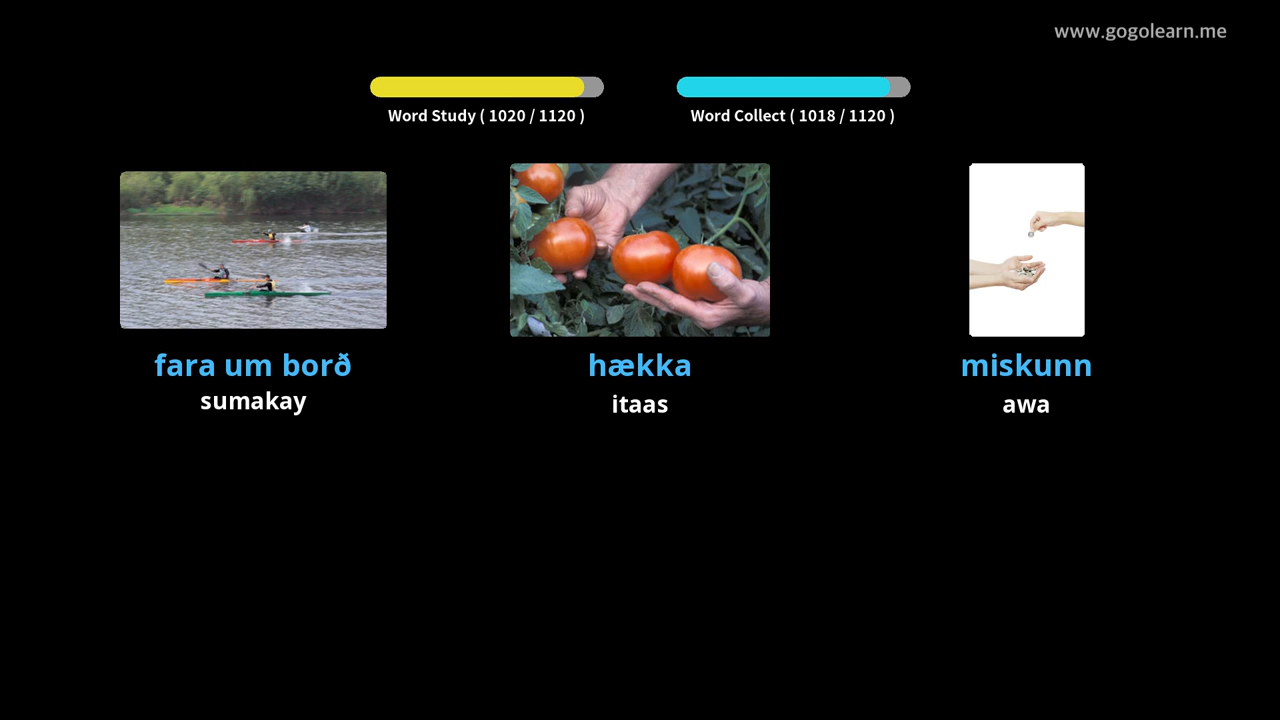 www.gogolearn.me
Word Study ( 1020 / 1120 )
Word Collect ( 1018 / 1120 )
fara um borð
sumakay
hækka
itaas
miskunn
awa